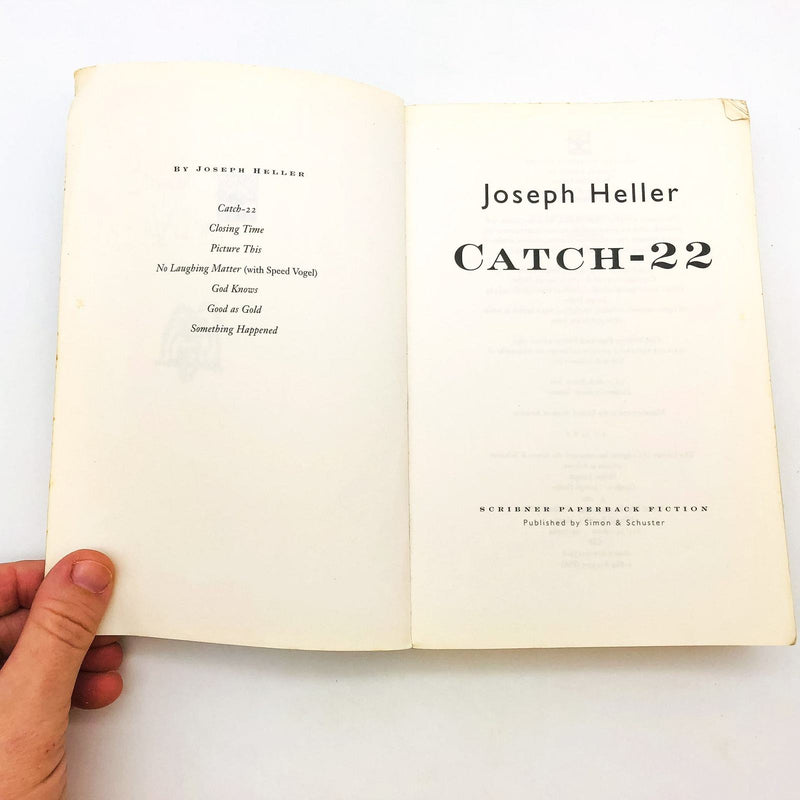 BY JOSEPH HELLER
Catch-22
Closing Time
Picture This
No Laughing Matter (with Speed Vogel)
God Knows
Good as Gold
Something Happened
Joseph Heller
CATCH-22
SCRIBNER PAPERBACK FICTION
Published by Simon & Schuster